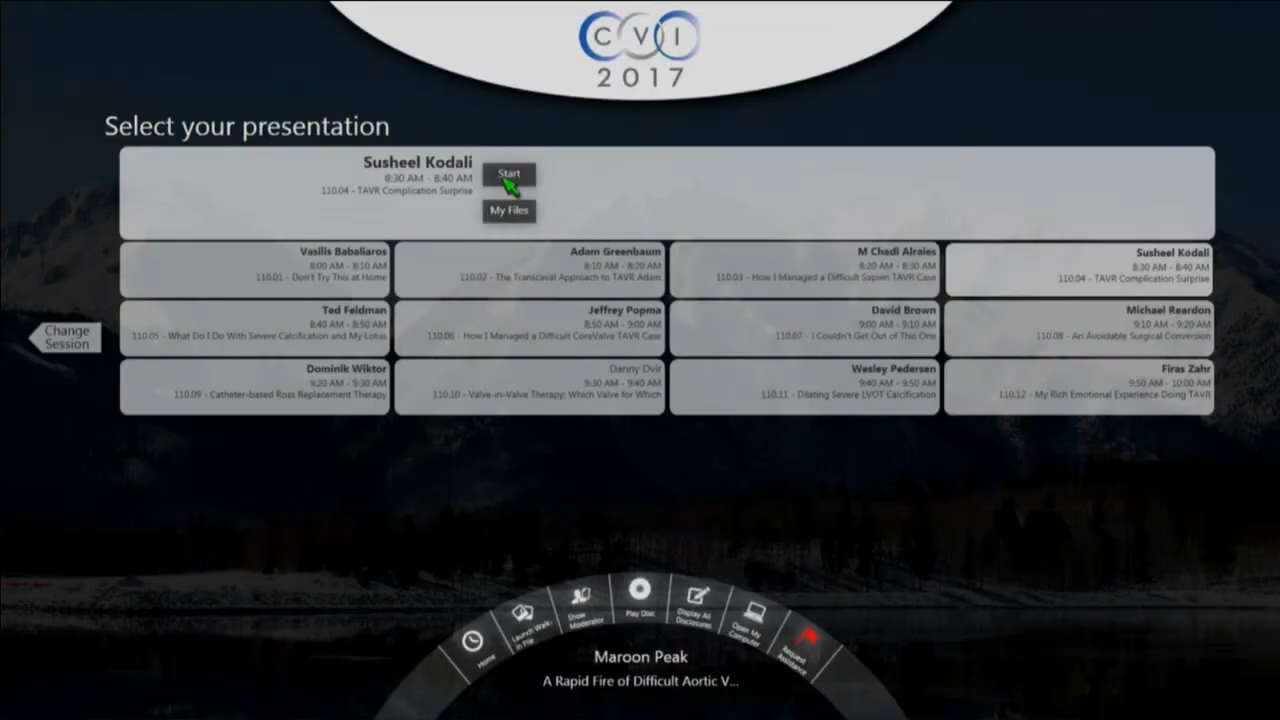 CVI
2017
Select your presentation
Susheel Kodali
8:30 AM - 8:40 AM
110.04 - TAVR Complication Surprise
Start
My Files
Vasilis Babaliaros
8:00 AM - 8:10 AM
110.01 - Don't Try This at Home
Adam Greenbaum
8:10 AM - 8:20 AM
110.02 - The Transcaval Approach to TAVR Adam
M Chadi Alraies
8:20 AM - 8:30 AM
110.03 - How I Managed a Difficult Sapien TAVR Case
Susheel Kodali
8:30 AM - 8:40 AM
110.04 - TAVR Complication Surprise
Ted Feldman
8:40 AM - 8:50 AM
110.05 - What Do I Do With Severe Calcification and My Lotus
Jeffrey Popma
8:50 AM - 9:00 AM
110.06 - How I Managed a Difficult CoreValve TAVR Case
David Brown
9:00 AM - 9:10 AM
110.07 - I Couldn't Get Out of This One
Michael Reardon
9:10 AM - 9:20 AM
110.08 - An Avoidable Surgical Conversion
Change
Session
Dominik Wiktor
9:20 AM - 9:30 AM
110.09 - Catheter-based Ross Replacement Therapy
Danny Dvir
9:30 AM - 9:40 AM
110.10 - Valve-in-Valve Therapy: Which Valve for Which
Wesley Pedersen
9:40 AM - 9:50 AM
110.11 - Dilating Severe LVOT Calcification
Firas Zahr
9:50 AM - 10:00 AM
110.12 - My Rich Emotional Experience Doing TAVR
Home
Launch Walk-
in File
Show
Moderator
Play Disc
Display All
Disclosures
Open My
Computer
Request
Assistance
Maroon Peak
A Rapid Fire of Difficult Aortic V...